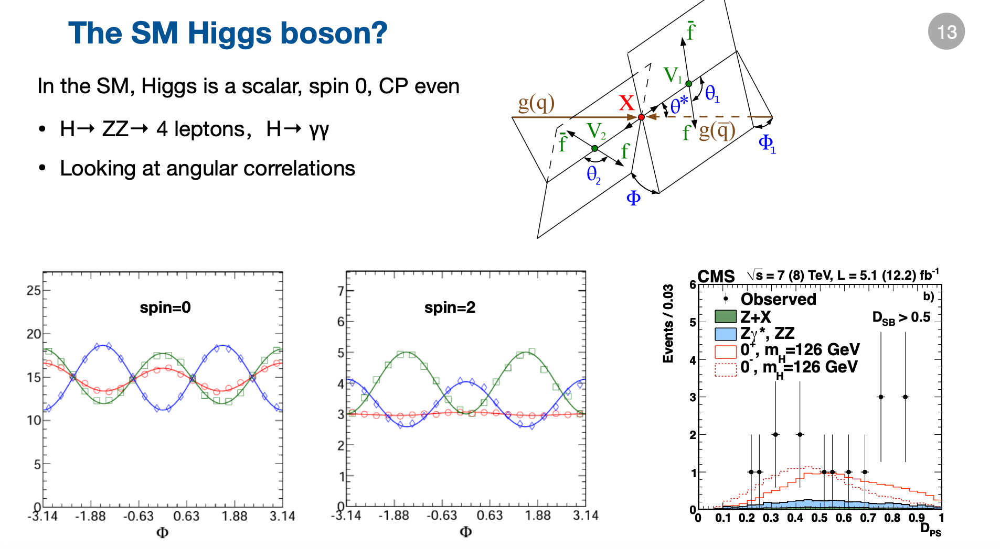 The SM Higgs boson?
13
In the SM, Higgs is a scalar, spin 0, CP even
• H→ ZZ→ 4 leptons, H→ γγ
• Looking at angular correlations
f̄
V₁
θ₁
X
θ*
g(q)
f
g(q̄)
Φ₁
V₂
f̄
f
θ₂
Φ
spin=0
25
20
15
10
5
0
-3.14 -1.88 -0.63 0.63 1.88 3.14
Φ
spin=2
7
6
5
4
3
2
1
0
-3.14 -1.88 -0.63 0.63 1.88 3.14
Φ
CMS √s = 7 (8) TeV, L = 5.1 (12.2) fb⁻¹
Events / 0.03
b)
Observed
D_SB > 0.5
Z+X
Zγ*, ZZ
0⁺, m_H=126 GeV
0⁻, m_H=126 GeV
6
5
4
3
2
1
0
0 0.1 0.2 0.3 0.4 0.5 0.6 0.7 0.8 0.9 1
D_PS